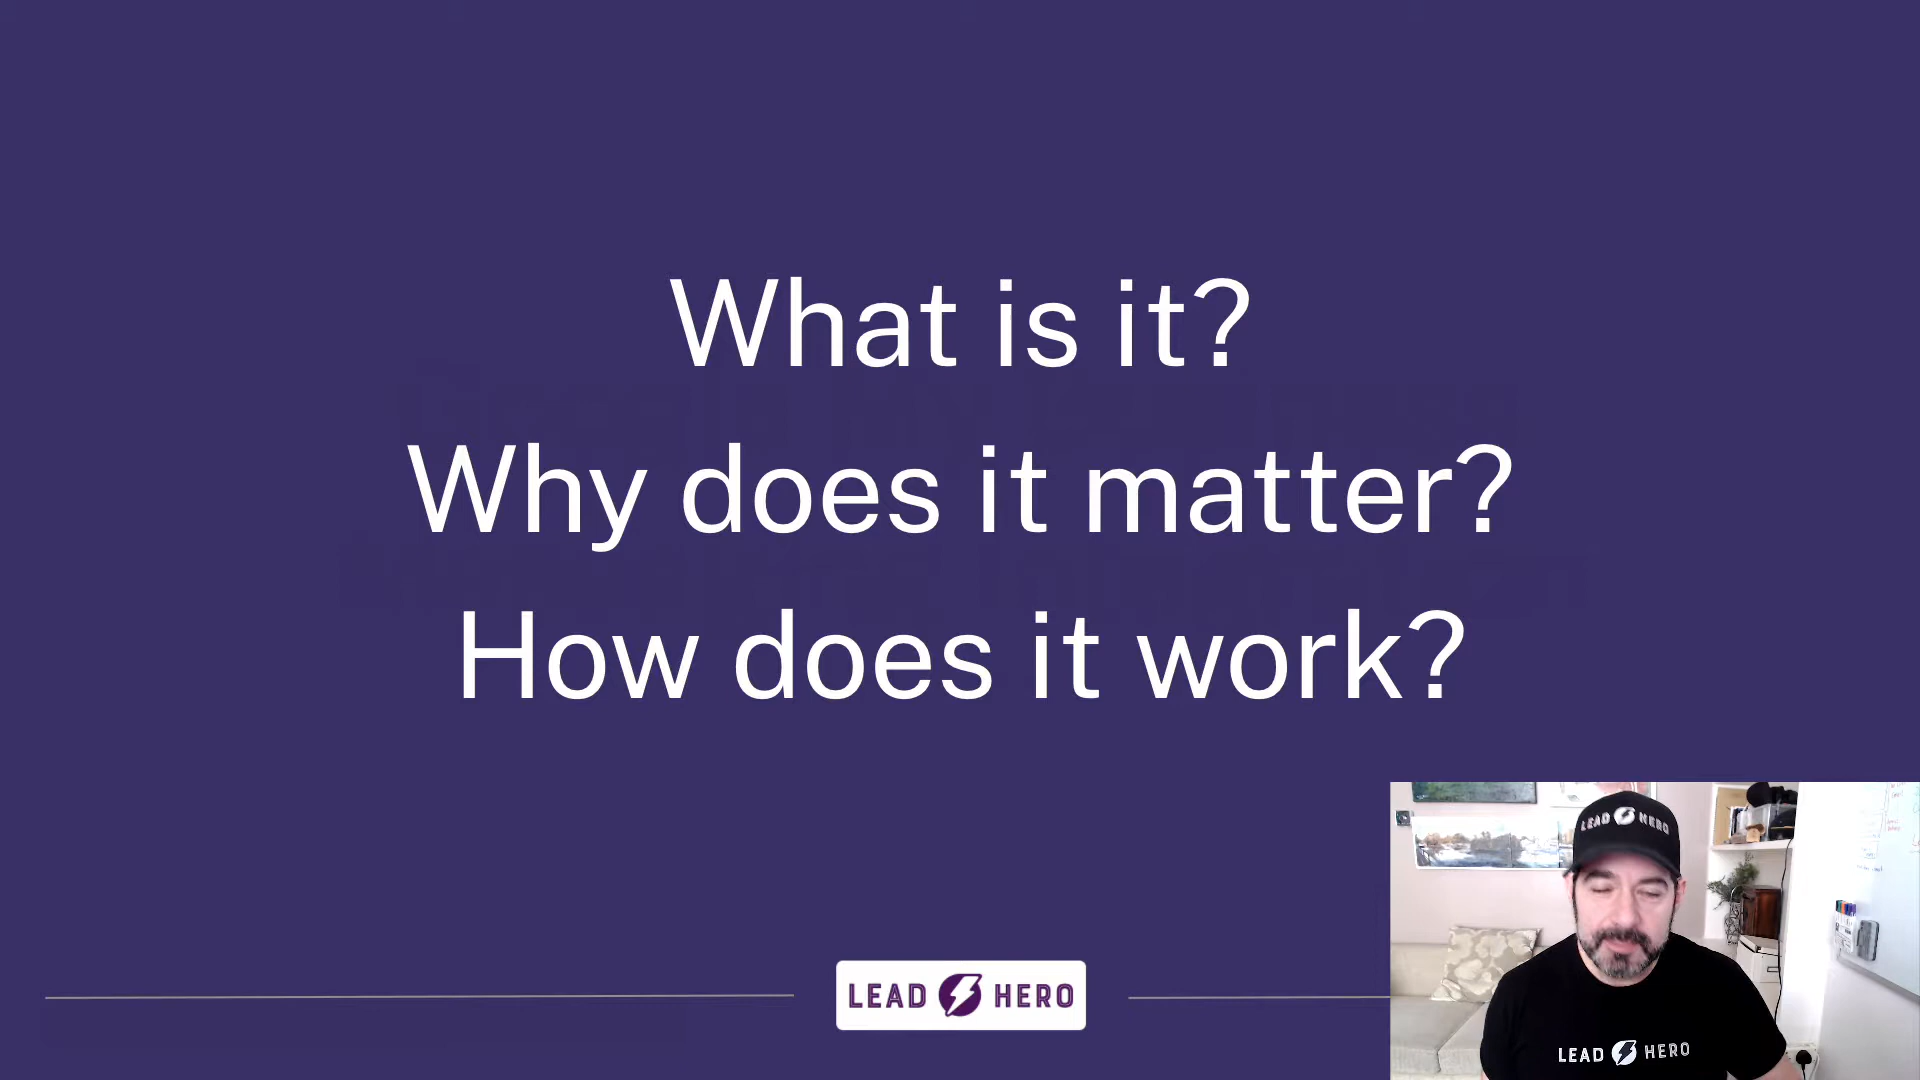 What is it?
Why does it matter?
How does it work?
LEAD HERO
LEAD HERO
LEAD HERO